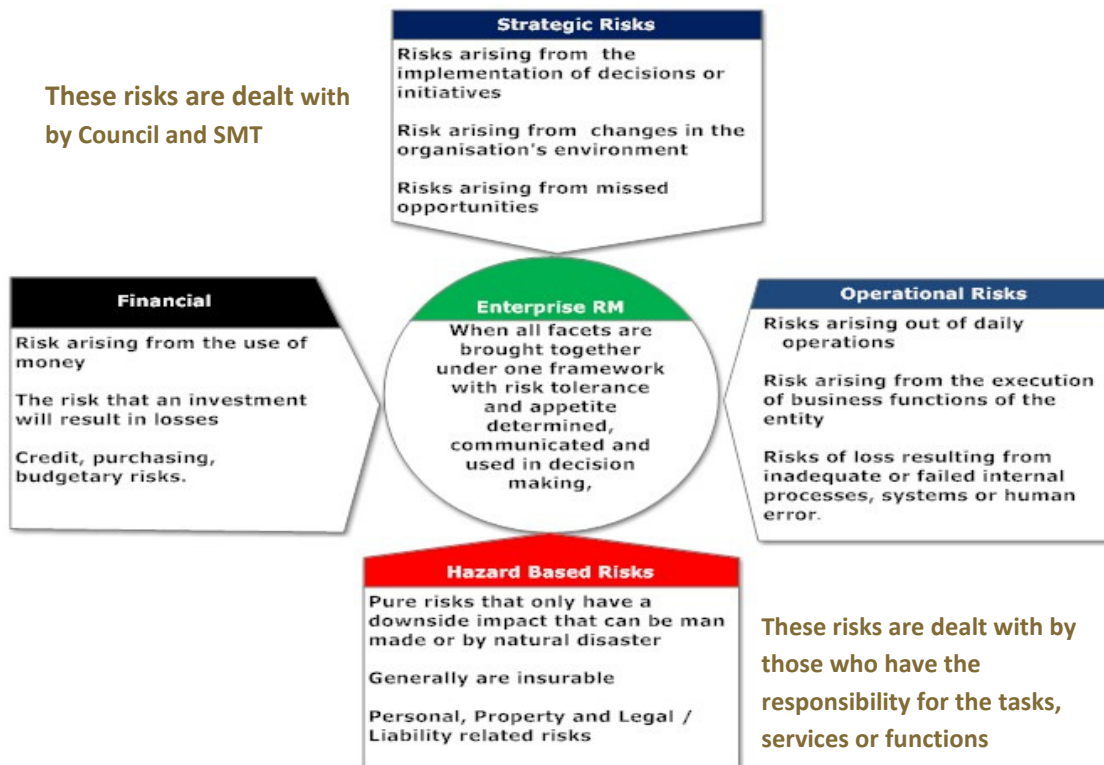 Strategic Risks
Risks arising from the
implementation of decisions or
initiatives
Risk arising from changes in the
organisation's environment
Risks arising from missed
opportunities
These risks are dealt with
by Council and SMT
Financial
Risk arising from the use of
money
The risk that an investment
will result in losses
Credit, purchasing,
budgetary risks.
Enterprise RM
When all facets are
brought together
under one framework
with risk tolerance
and appetite
determined,
communicated and
used in decision
making,
Operational Risks
Risks arising out of daily
operations
Risk arising from the execution
of business functions of the
entity
Risks of loss resulting from
inadequate or failed internal
processes, systems or human
error.
Hazard Based Risks
Pure risks that only have a
downside impact that can be man
made or by natural disaster
Generally are insurable
Personal, Property and Legal /
Liability related risks
These risks are dealt with by
those who have the
responsibility for the tasks,
services or functions